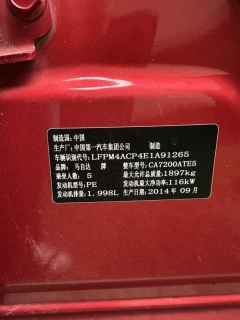 制造国:中国
生产厂:中国第一汽车集团公司 制造
车辆识别代号:LFPM4ACP4E1A91265
品牌:马自达 牌 整车型号:CA7200ATE5
乘坐人数:5 最大允许总质量:1897kg
发动机型号:PE 发动机最大净功率:116kW
发动机排量:1.998L 生产日期:2014年09月